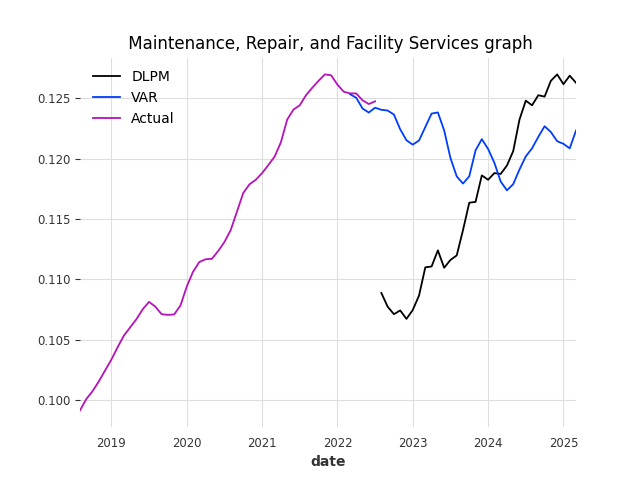 Maintenance, Repair, and Facility Services graph
DLPM
VAR
Actual
0.125
0.120
0.115
0.110
0.105
0.100
2019 2020 2021 2022 2023 2024 2025
date